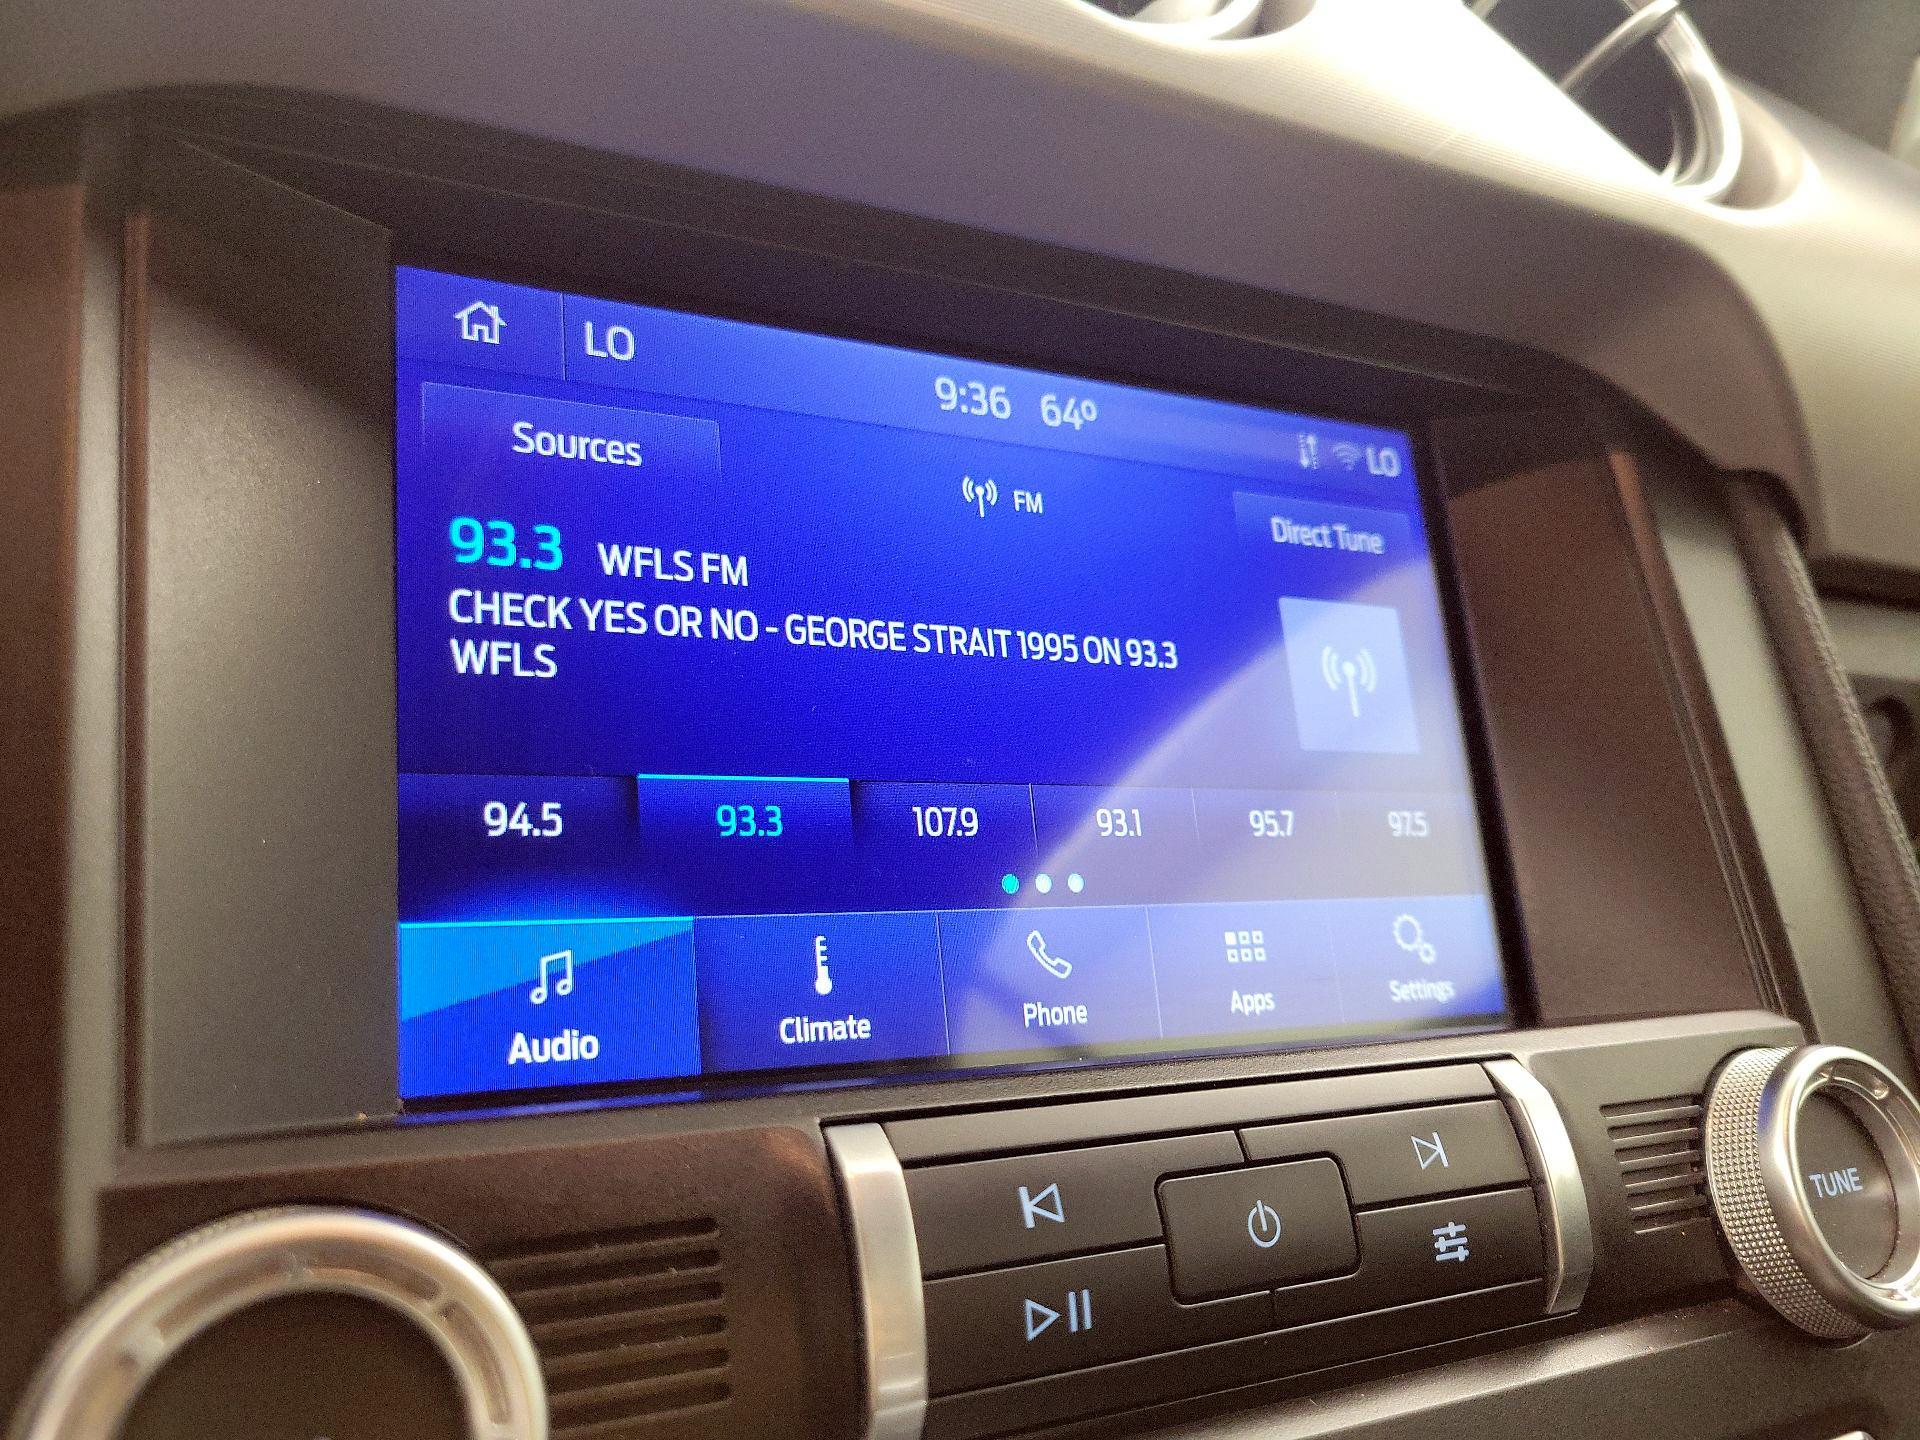 LO
9:36 64º
LO
Sources
FM
Direct Tune
93.3 WFLS FM
CHECK YES OR NO - GEORGE STRAIT 1995 ON 93.3
WFLS
94.5 93.3 107.9 93.1 95.7 97.5
Audio Climate Phone Apps Settings
TUNE